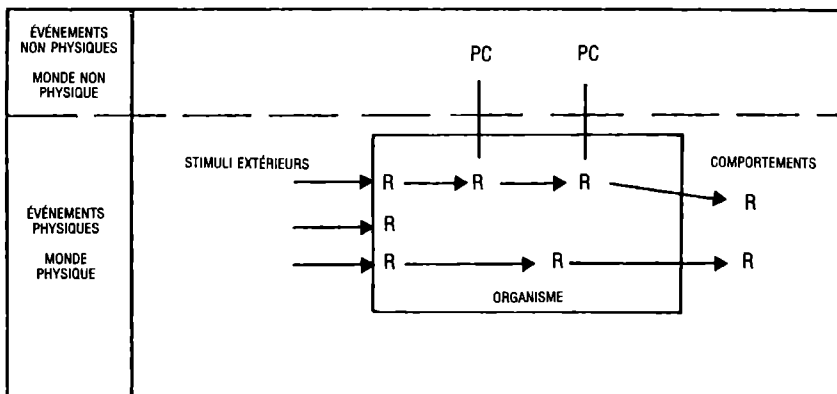 ÉVÉNEMENTS
NON PHYSIQUES
MONDE NON
PHYSIQUE
PC PC
STIMULI EXTÉRIEURS
COMPORTEMENTS
R R R R
R
R R R
ORGANISME
ÉVÉNEMENTS
PHYSIQUES
MONDE
PHYSIQUE